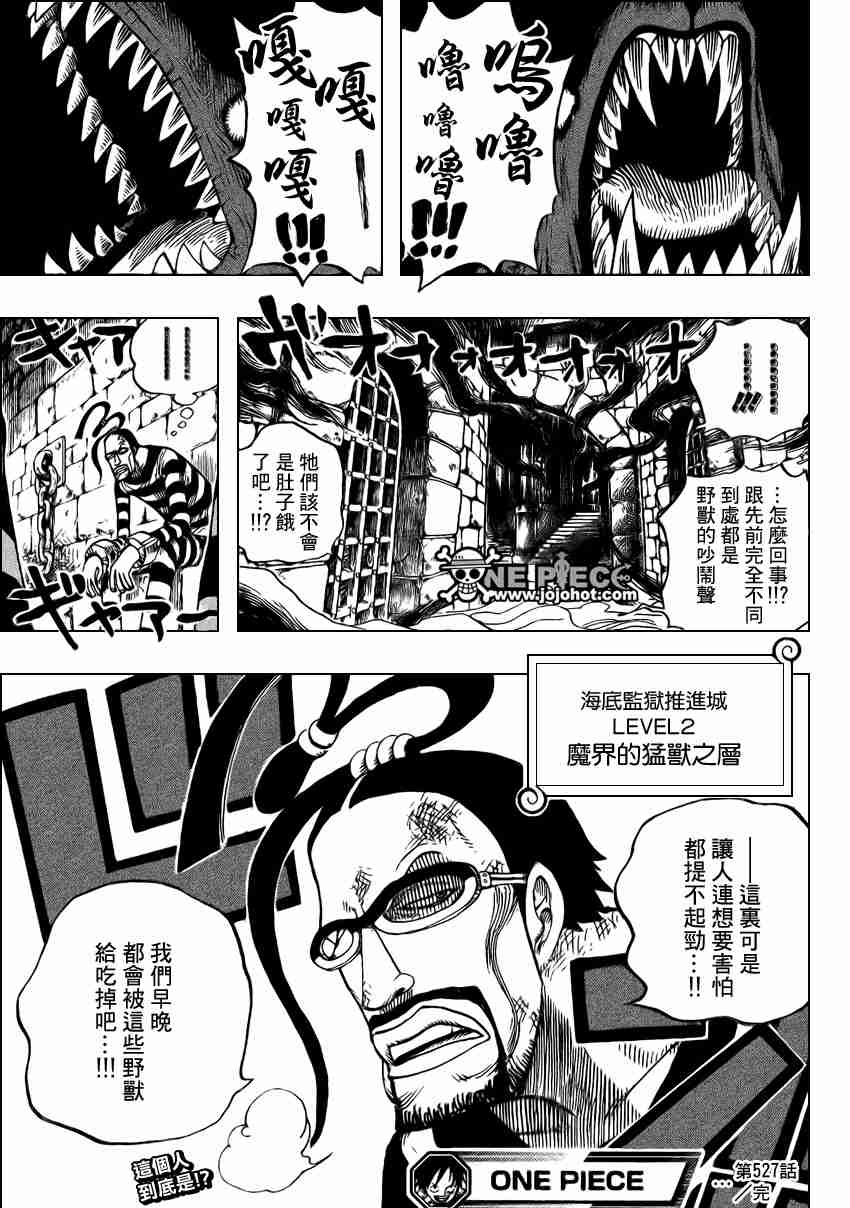 嗚嚕
嚕嚕嚕!!!
嘎—
嘎嘎嘎!!!
ヴオオォォォオオ
…怎麼回事!!?
跟先前完全不同
到處都是
野獸的吵鬧聲
牠們該不會
是肚子餓
了吧…!!?
ONE PIECE
www.jojohot.com
ギャア
ギャアー
海底監獄推進城
LEVEL2
魔界的猛獸之層
——這裏可是
讓人連想要害怕
都提不起勁…!!
我們早晚
都會被這些野獸
給吃掉吧…!!!
這個人
到底是!?
ONE PIECE
…
第527話
／完